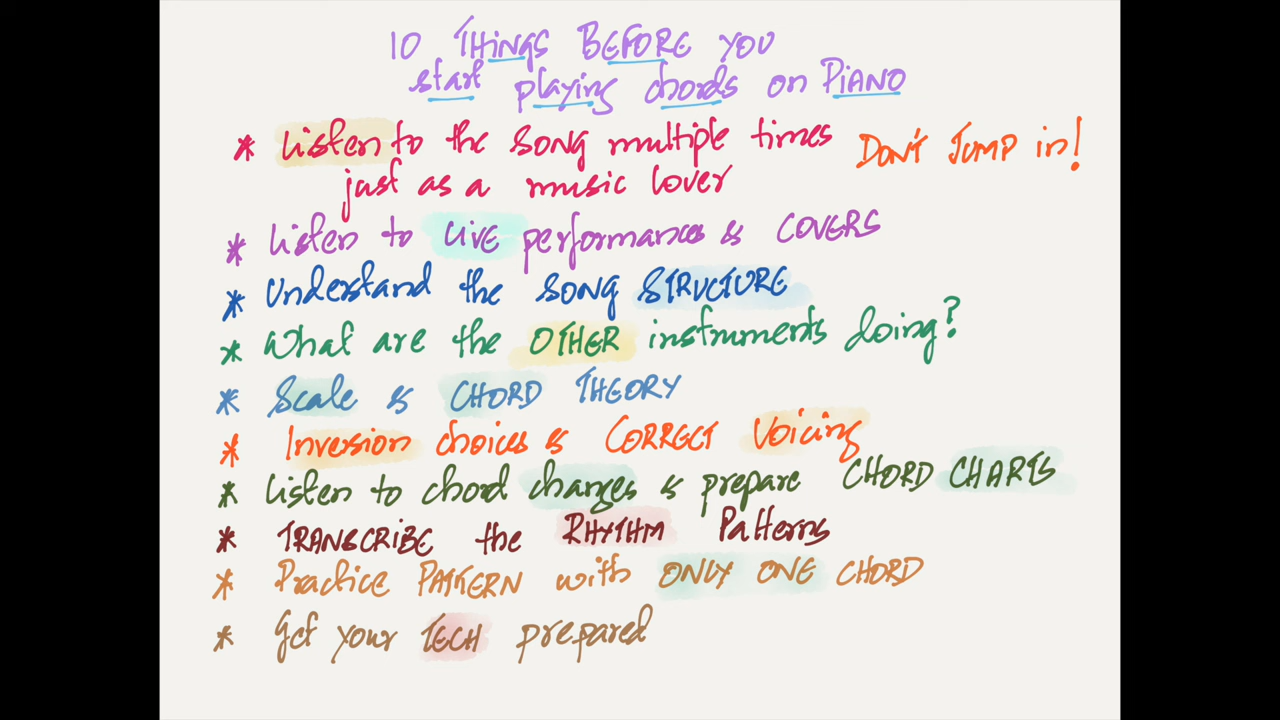 10 THINGS BEFORE YOU
start playing chords on PIANO
* Listen to the SONG multiple times DON'T JUMP in!
just as a music lover
* Listen to LIVE performances & COVERS
* Understand the SONG STRUCTURE
* What are the OTHER instruments doing?
* Scale & CHORD THEORY
* Inversion choices & CORRECT Voicing
* Listen to chord changes & prepare CHORD CHARTS
* TRANSCRIBE the RHYTHM Patterns
* Practice PATTERN with ONLY ONE CHORD
* Get your TECH prepared